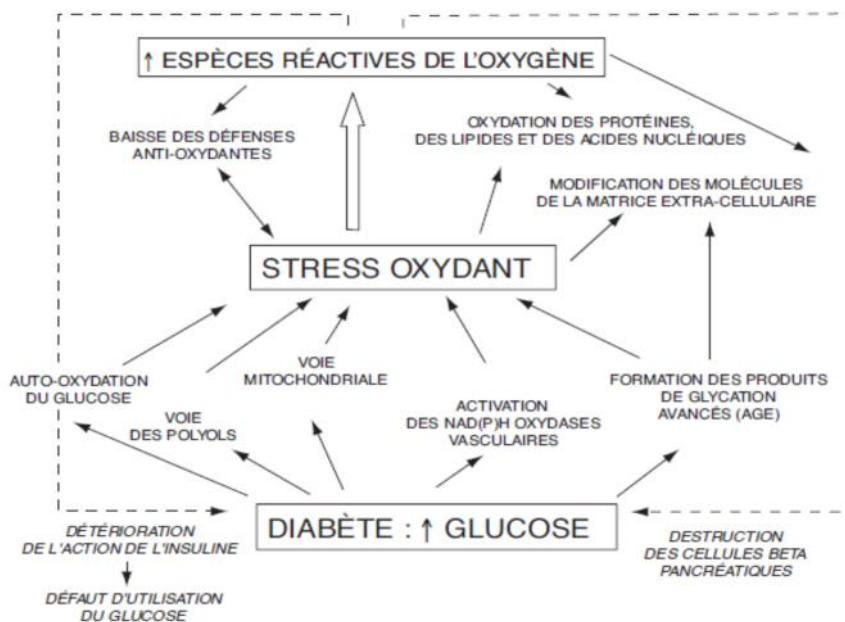 ↑ ESPÈCES RÉACTIVES DE L'OXYGÈNE
BAISSE DES DÉFENSES
ANTI-OXYDANTES
OXYDATION DES PROTÉINES,
DES LIPIDES ET DES ACIDES NUCLÉIQUES
MODIFICATION DES MOLÉCULES
DE LA MATRICE EXTRA-CELLULAIRE
STRESS OXYDANT
AUTO-OXYDATION
DU GLUCOSE
VOIE
DES POLYOLS
VOIE
MITOCHONDRIALE
ACTIVATION
DES NAD(P)H OXYDASES
VASCULAIRES
FORMATION DES PRODUITS
DE GLYCATION
AVANCÉS (AGE)
DIABÈTE : ↑ GLUCOSE
DÉTÉRIORATION
DE L'ACTION DE L'INSULINE
DÉFAUT D'UTILISATION
DU GLUCOSE
DESTRUCTION
DES CELLULES BETA
PANCRÉATIQUES